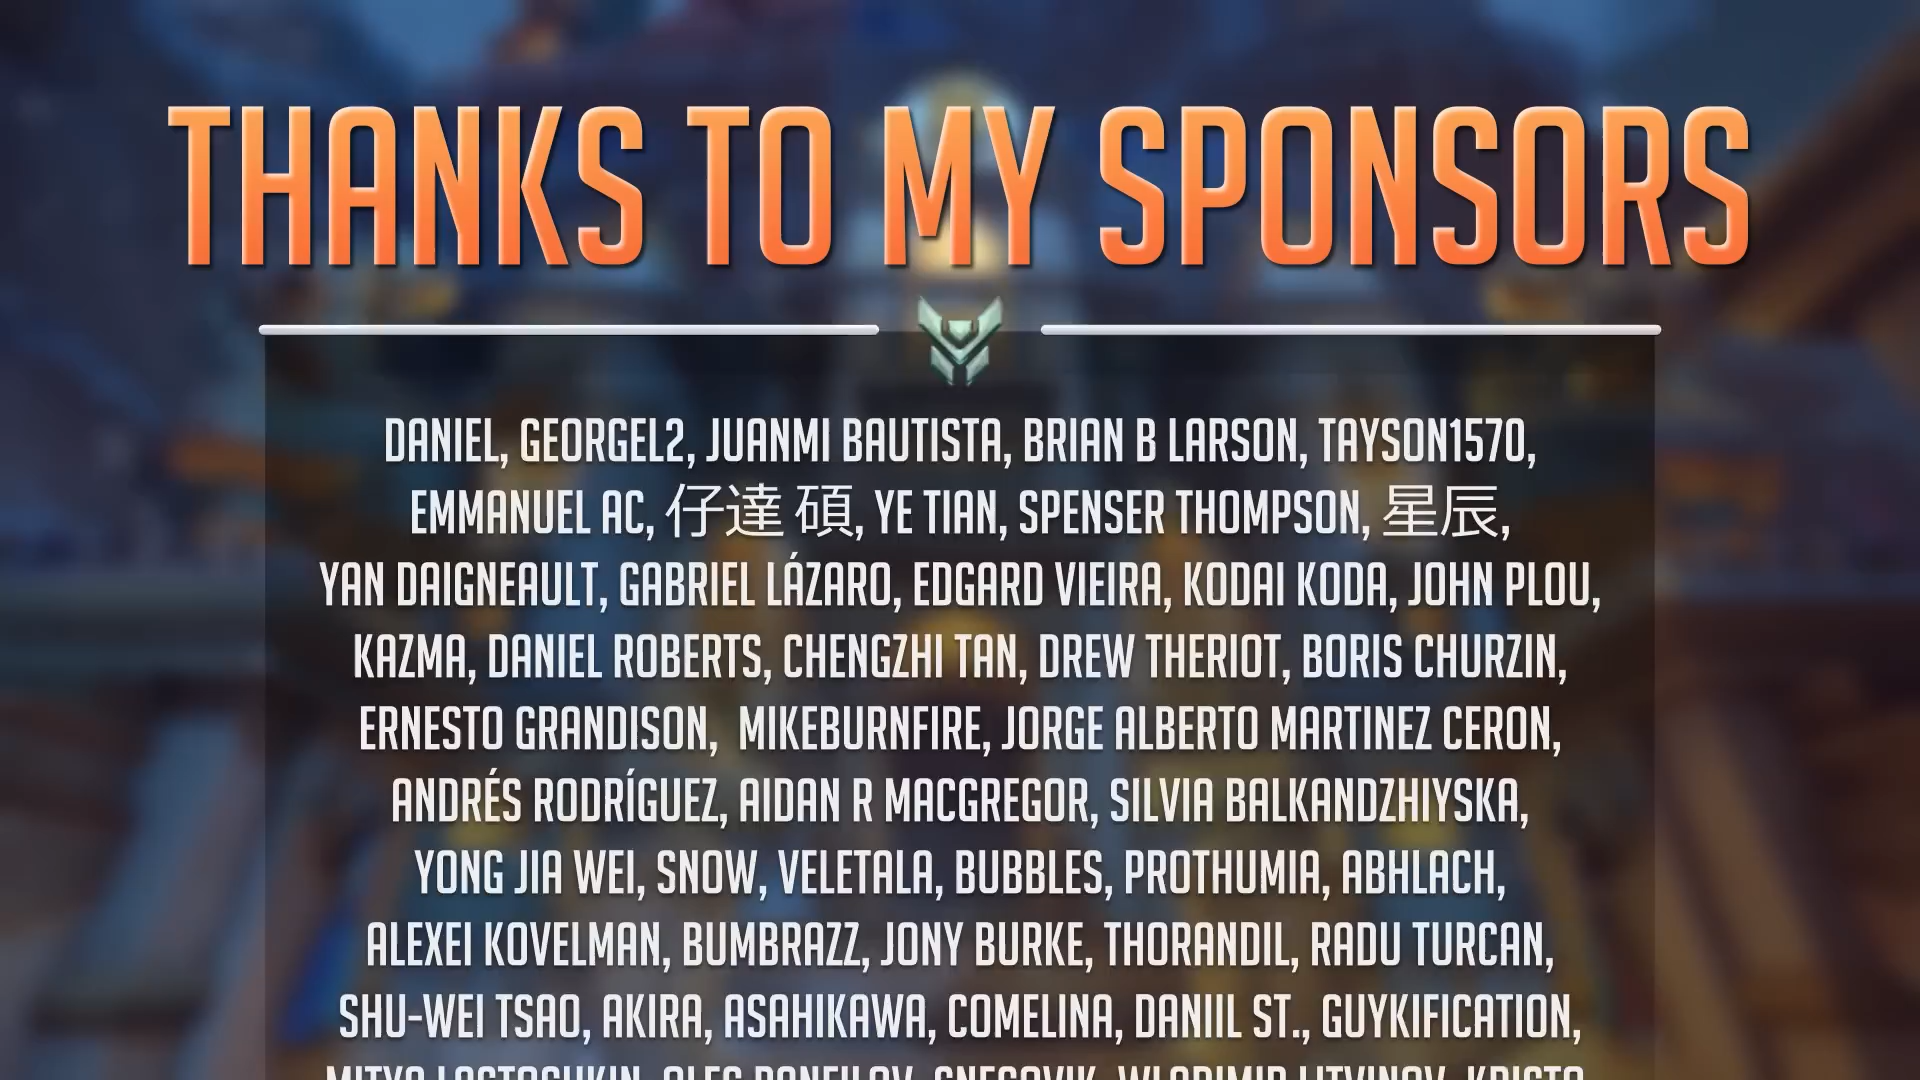 THANKS TO MY SPONSORS
DANIEL, GEORGEL2, JUANMI BAUTISTA, BRIAN B LARSON, TAYSON1570,
EMMANUEL AC, 仔達 碩, YE TIAN, SPENSER THOMPSON, 星辰,
YAN DAIGNEAULT, GABRIEL LÁZARO, EDGARD VIEIRA, KODAI KODA, JOHN PLOU,
KAZMA, DANIEL ROBERTS, CHENGZHI TAN, DREW THERIOT, BORIS CHURZIN,
ERNESTO GRANDISON, MIKEBURNFIRE, JORGE ALBERTO MARTINEZ CERON,
ANDRÉS RODRÍGUEZ, AIDAN R MACGREGOR, SILVIA BALKANDZHIYSKA,
YONG JIA WEI, SNOW, VELETALA, BUBBLES, PROTHUMIA, ABHLACH,
ALEXEI KOVELMAN, BUMBRAZZ, JONY BURKE, THORANDIL, RADU TURCAN,
SHU-WEI TSAO, AKIRA, ASAHIKAWA, COMELINA, DANIIL ST., GUYKIFICATION,